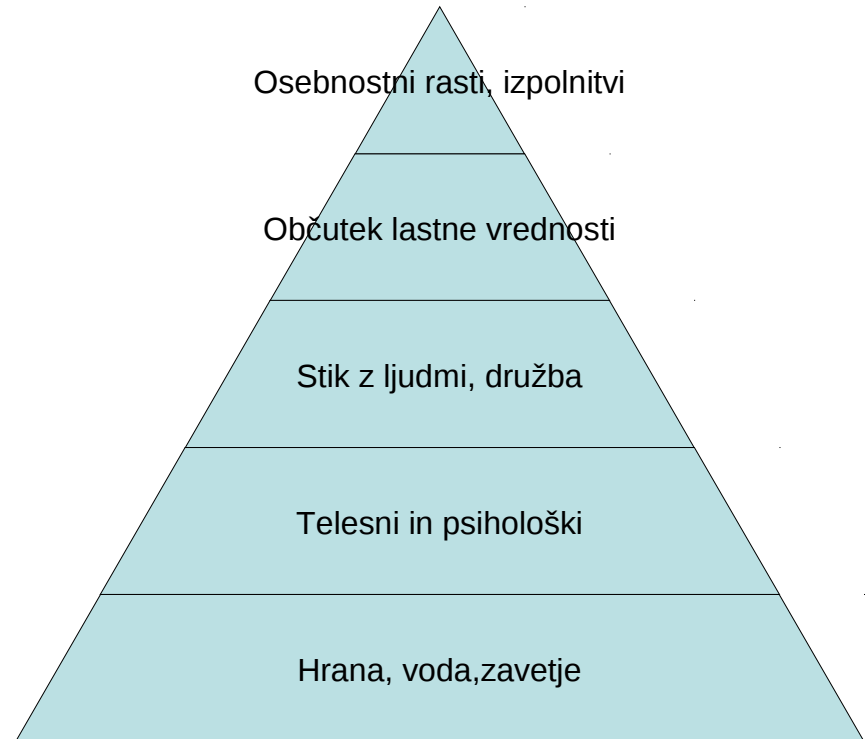 Osebnostni rasti, izpolnitvi
Občutek lastne vrednosti
Stik z ljudmi, družba
Telesni in psihološki
Hrana, voda,zavetje